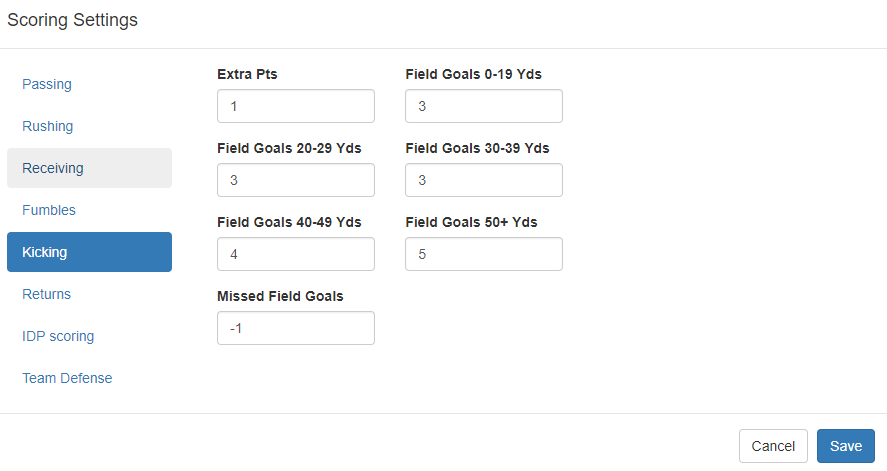 Scoring Settings
Passing
Rushing
Receiving
Fumbles
Kicking
Returns
IDP scoring
Team Defense
Extra Pts
1
Field Goals 0-19 Yds
3
Field Goals 20-29 Yds
3
Field Goals 30-39 Yds
3
Field Goals 40-49 Yds
4
Field Goals 50+ Yds
5
Missed Field Goals
-1
Cancel
Save